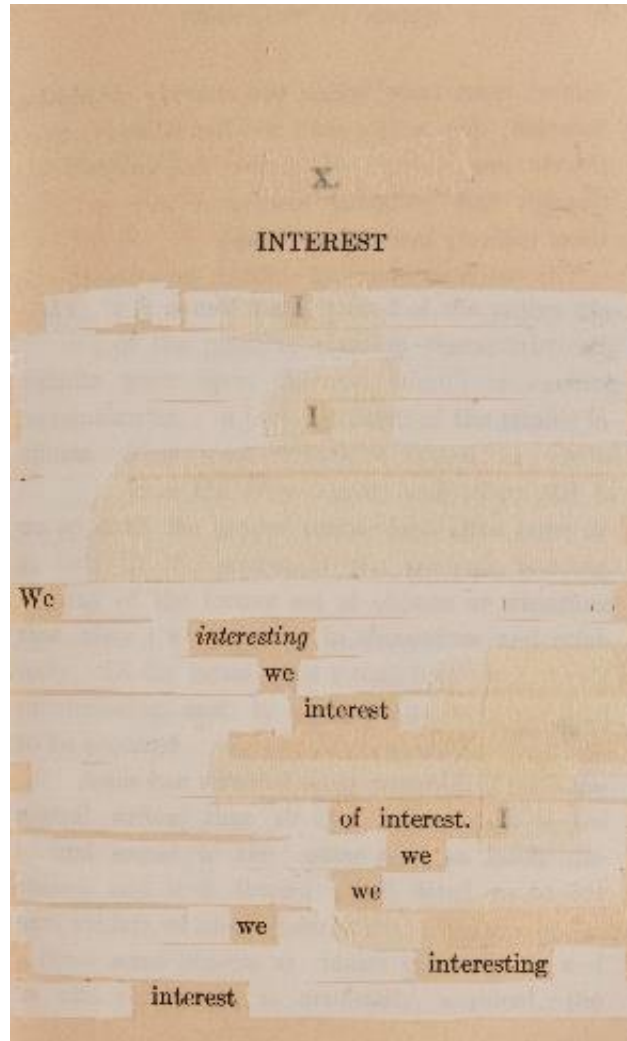 X.
INTEREST
I
I
We
interesting
we
interest
of interest. I
we
we
we
interesting
interest